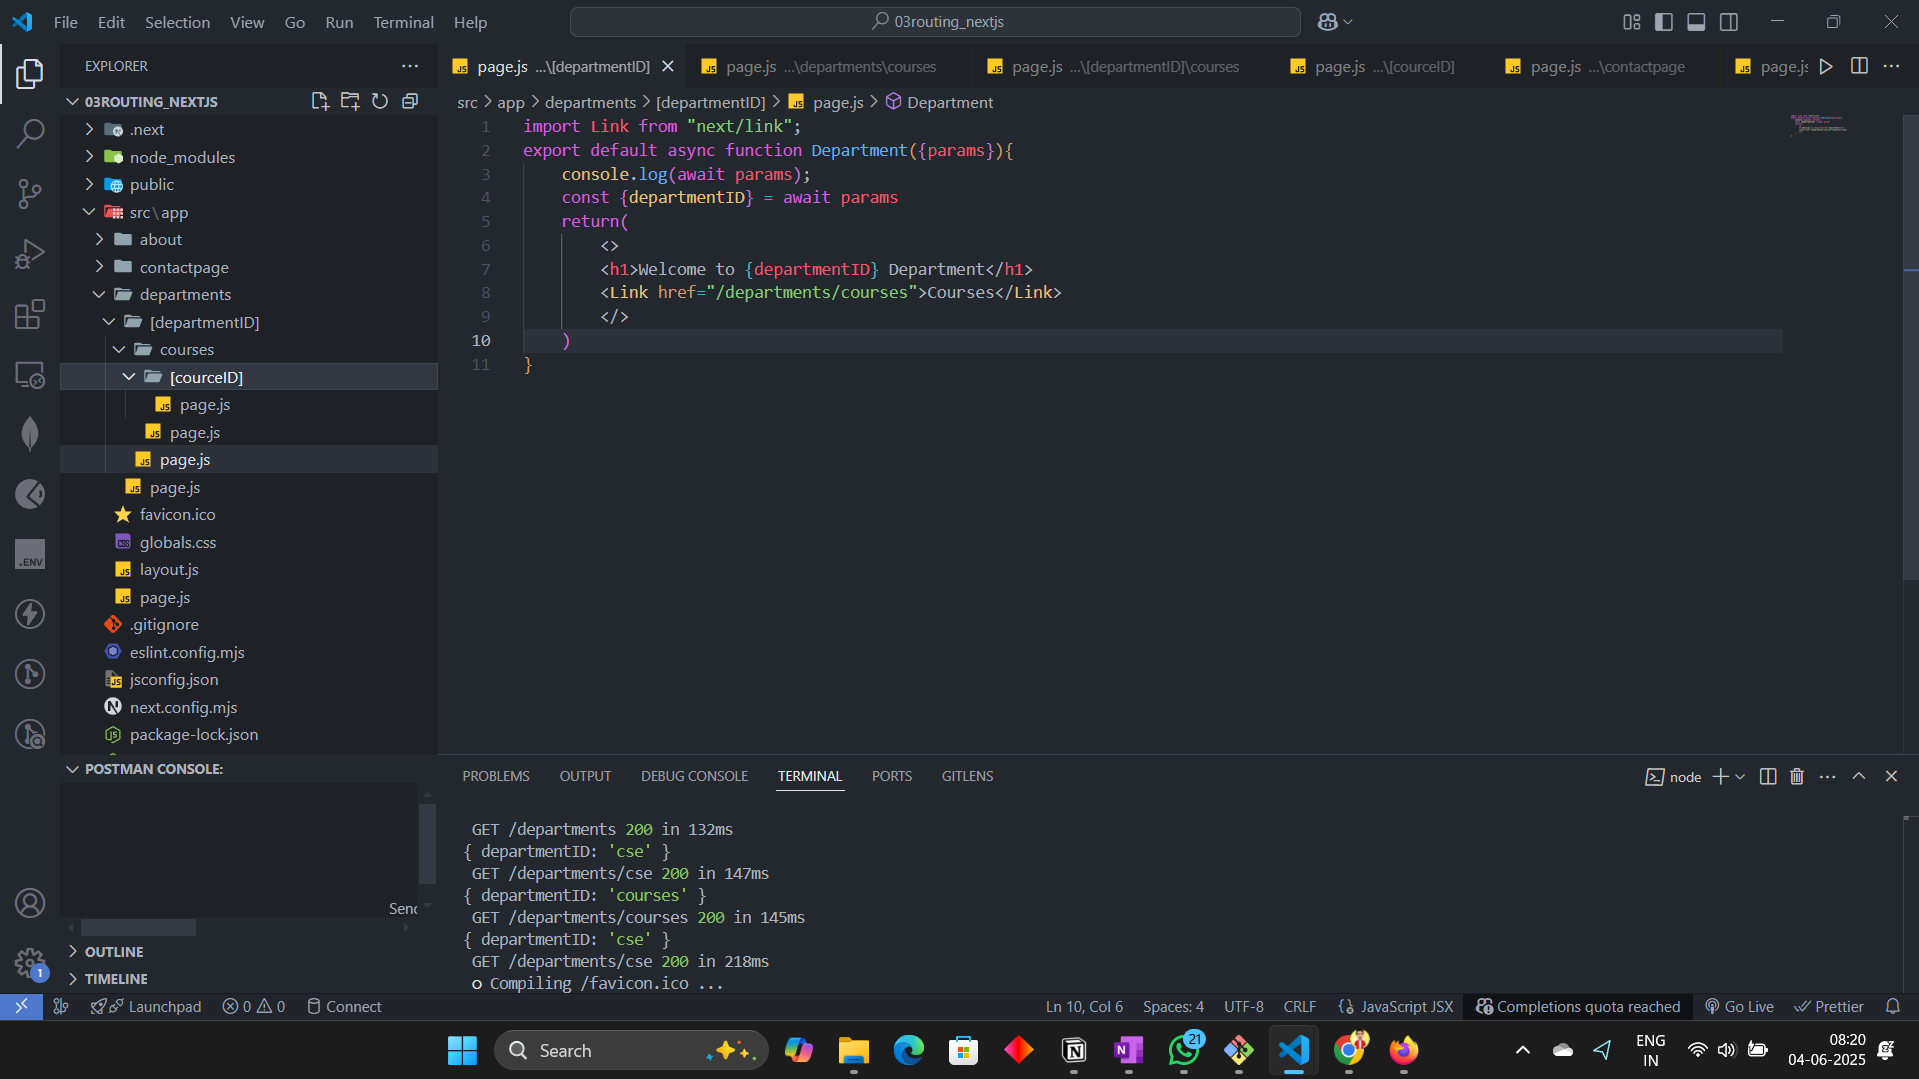 File Edit Selection View Go Run Terminal Help
03routing_nextjs
EXPLORER
03ROUTING_NEXTJS
.next
node_modules
public
src\app
about
contactpage
departments
[departmentID]
courses
[courceID]
page.js
page.js
page.js
page.js
favicon.ico
globals.css
layout.js
page.js
.gitignore
eslint.config.mjs
jsconfig.json
next.config.mjs
package-lock.json
POSTMAN CONSOLE:
Senc
OUTLINE
TIMELINE
.ENV
1
page.js ...\[departmentID]
page.js ...\departments\courses
page.js ...\[departmentID]\courses
page.js ...\[courceID]
page.js ...\contactpage
page.js
src > app > departments > [departmentID] > page.js > Department
1 import Link from "next/link";
2 export default async function Department({params}){
3 console.log(await params);
4 const {departmentID} = await params
5 return(
6 <>
7 <h1>Welcome to {departmentID} Department</h1>
8 <Link href="/departments/courses">Courses</Link>
9 </>
10 )
11 }
PROBLEMS OUTPUT DEBUG CONSOLE TERMINAL PORTS GITLENS
node
GET /departments 200 in 132ms
{ departmentID: 'cse' }
GET /departments/cse 200 in 147ms
{ departmentID: 'courses' }
GET /departments/courses 200 in 145ms
{ departmentID: 'cse' }
GET /departments/cse 200 in 218ms
○ Compiling /favicon.ico ...
Launchpad 0 0 Connect
Ln 10, Col 6 Spaces: 4 UTF-8 CRLF {} JavaScript JSX Completions quota reached Go Live Prettier
Search
21
ENG
IN
08:20
04-06-2025